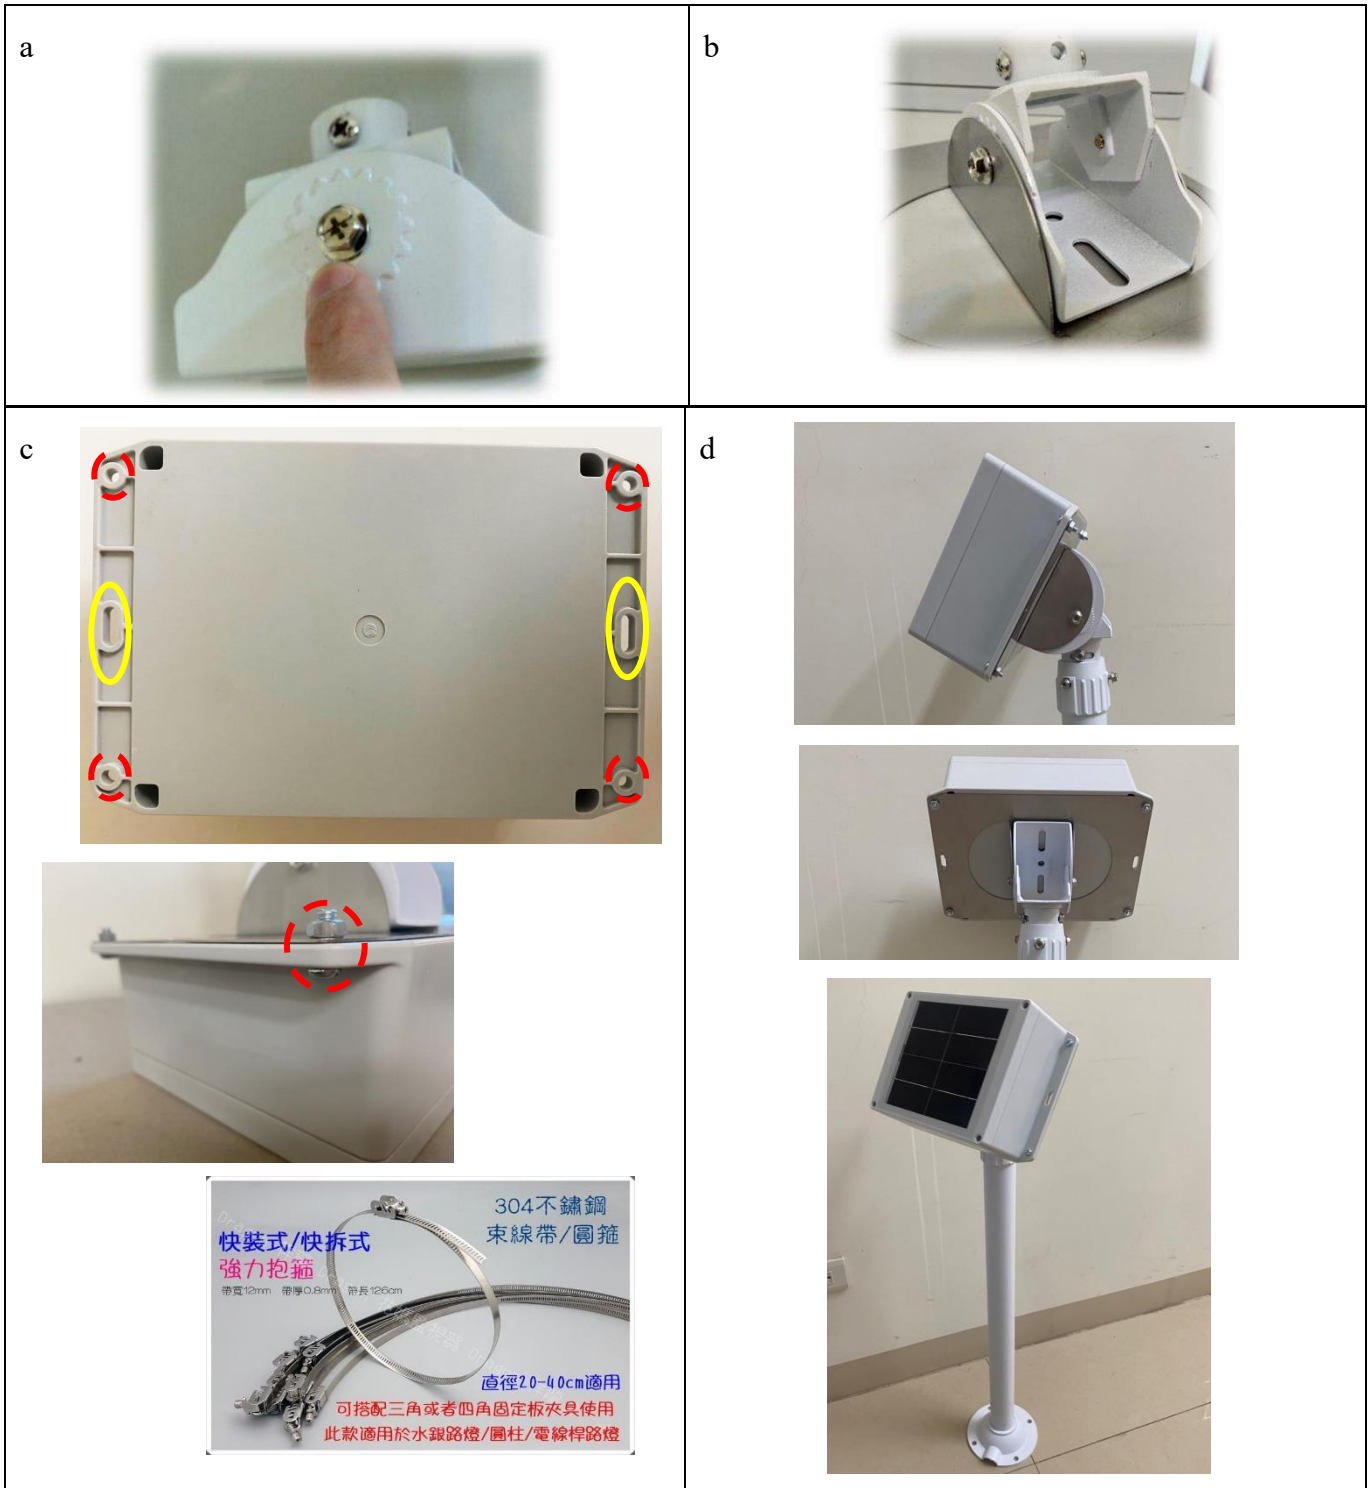 a
b
c
d
304不鏽鋼
束線帶/圓箍
快裝式/快拆式
強力抱箍
帶寬12mm 帶厚0.8mm 帶長126cm
直徑20-40cm適用
可搭配三角或者四角固定板夾具使用
此款適用於水銀路燈/圓柱/電線桿路燈